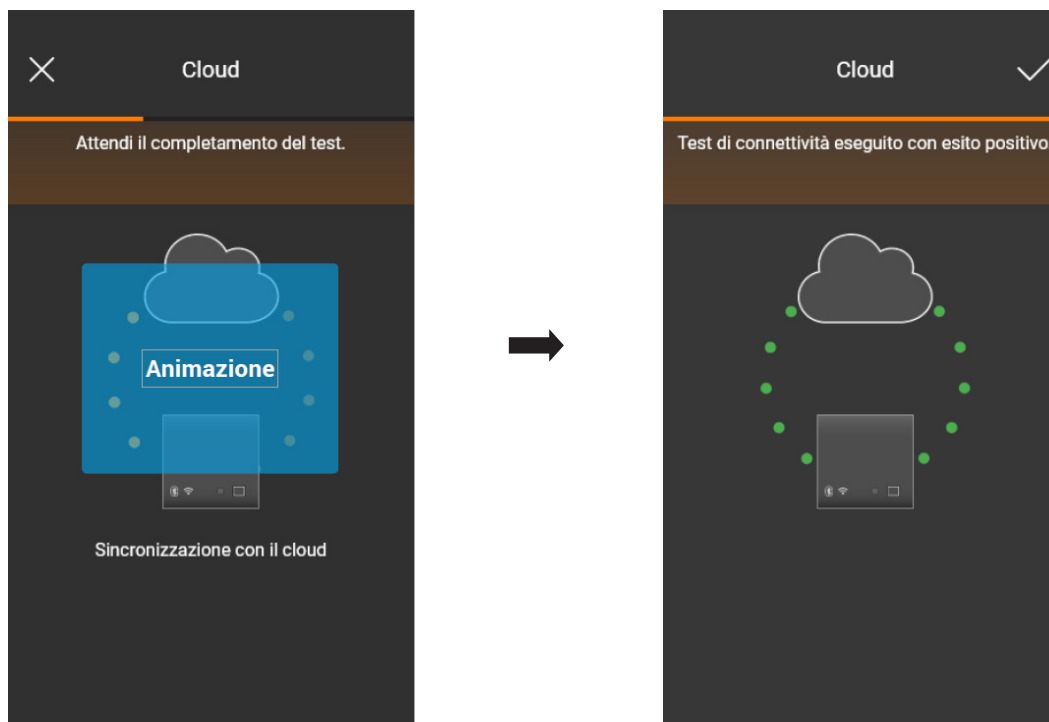 Cloud
Attendi il completamento del test.
Animazione
Sincronizzazione con il cloud
Cloud
Test di connettività eseguito con esito positivo